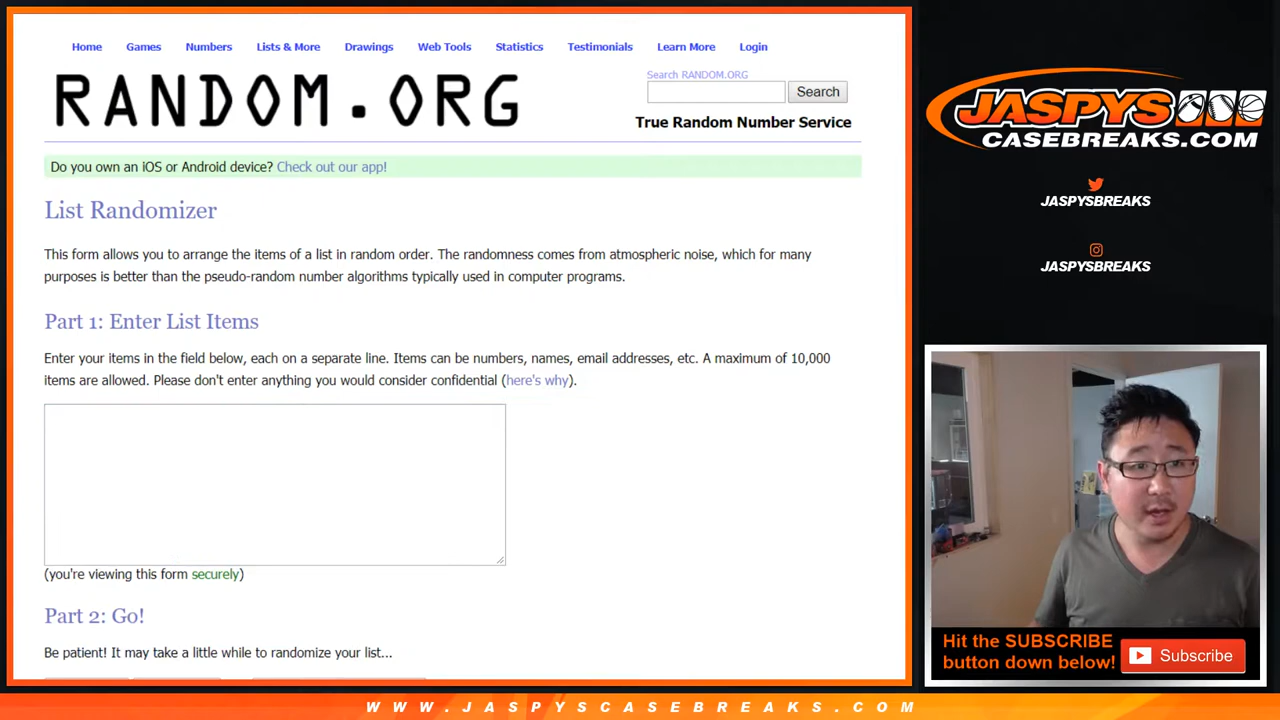 Home Games Numbers Lists & More Drawings Web Tools Statistics Testimonials Learn More Login
RANDOM.ORG
Search RANDOM.ORG
Search
True Random Number Service
Do you own an iOS or Android device? Check out our app!
List Randomizer
This form allows you to arrange the items of a list in random order. The randomness comes from atmospheric noise, which for many
purposes is better than the pseudo-random number algorithms typically used in computer programs.
Part 1: Enter List Items
Enter your items in the field below, each on a separate line. Items can be numbers, names, email addresses, etc. A maximum of 10,000
items are allowed. Please don't enter anything you would consider confidential (here's why).
(you're viewing this form securely)
Part 2: Go!
Be patient! It may take a little while to randomize your list...
JASPYS
CASEBREAKS.COM
JASPYSBREAKS
JASPYSBREAKS
Hit the SUBSCRIBE
button down below!
Subscribe
WWW.JASPYSCASEBREAKS.COM